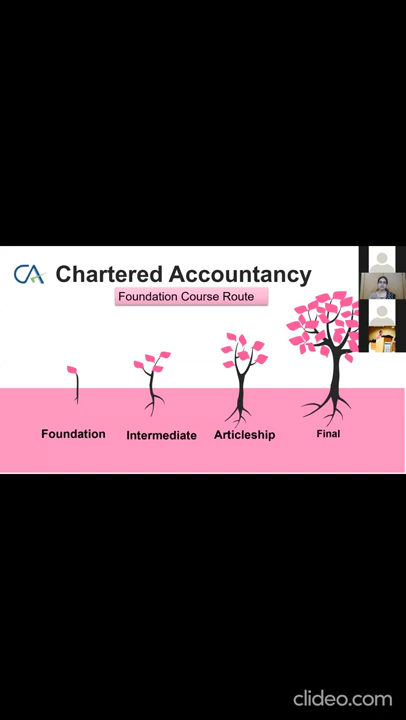 CA Chartered Accountancy
Foundation Course Route
Foundation Intermediate Articleship Final
clideo.com